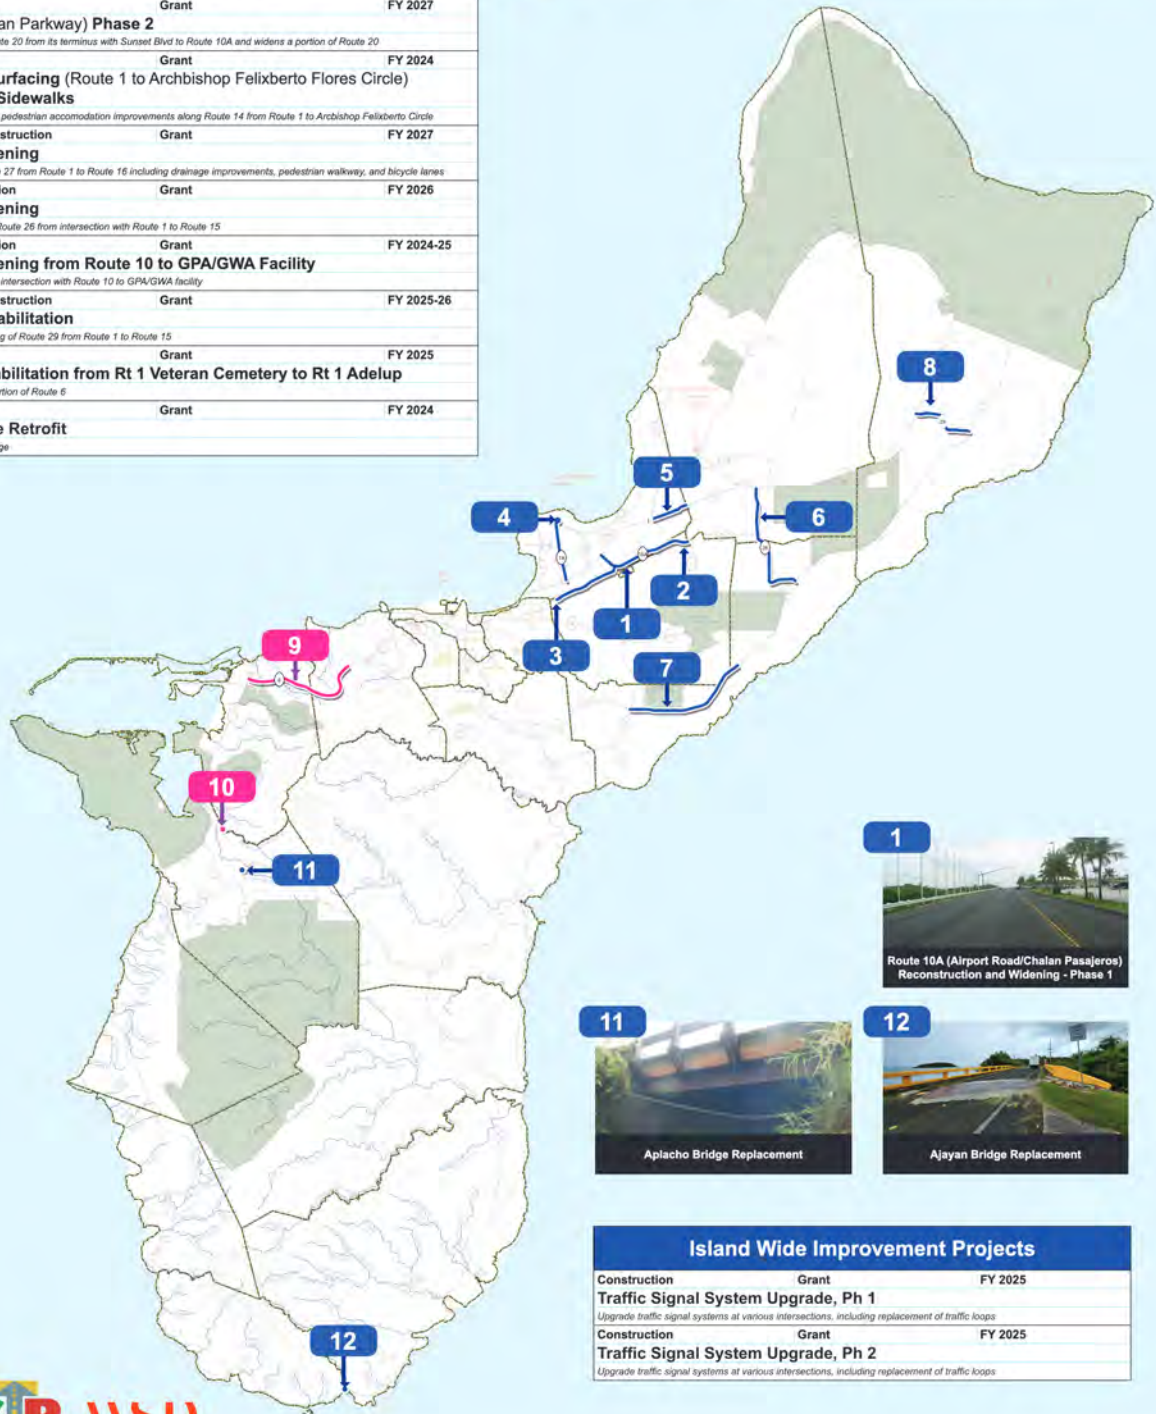 Grant FY 2027
an Parkway) Phase 2
te 20 from its terminus with Sunset Blvd to Route 10A and widens a portion of Route 20
Grant FY 2024
urfacing (Route 1 to Archbishop Felixberto Flores Circle)
Sidewalks
pedestrian accomodation improvements along Route 14 from Route 1 to Arcbishop Felixberto Circle
struction Grant FY 2027
ening
27 from Route 1 to Route 16 including drainage improvements, pedestrian walkway, and bicycle lanes
ion Grant FY 2026
ening
Route 26 from intersection with Route 1 to Route 15
ion Grant FY 2024-25
ening from Route 10 to GPA/GWA Facility
intersection with Route 10 to GPA/GWA facility
struction Grant FY 2025-26
abilitation
g of Route 29 from Route 1 to Route 15
Grant FY 2025
abilitation from Rt 1 Veteran Cemetery to Rt 1 Adelup
rtion of Route 6
Grant FY 2024
e Retrofit
ge
8
5
4
6
2
1
3
7
9
10
11
12
1
Route 10A (Airport Road/Chalan Pasajeros)
Reconstruction and Widening - Phase 1
11
Aplacho Bridge Replacement
12
Ajayan Bridge Replacement
Island Wide Improvement Projects
Construction Grant FY 2025
Traffic Signal System Upgrade, Ph 1
Upgrade traffic signal systems at various intersections, including replacement of traffic loops
Construction Grant FY 2025
Traffic Signal System Upgrade, Ph 2
Upgrade traffic signal systems at various intersections, including replacement of traffic loops